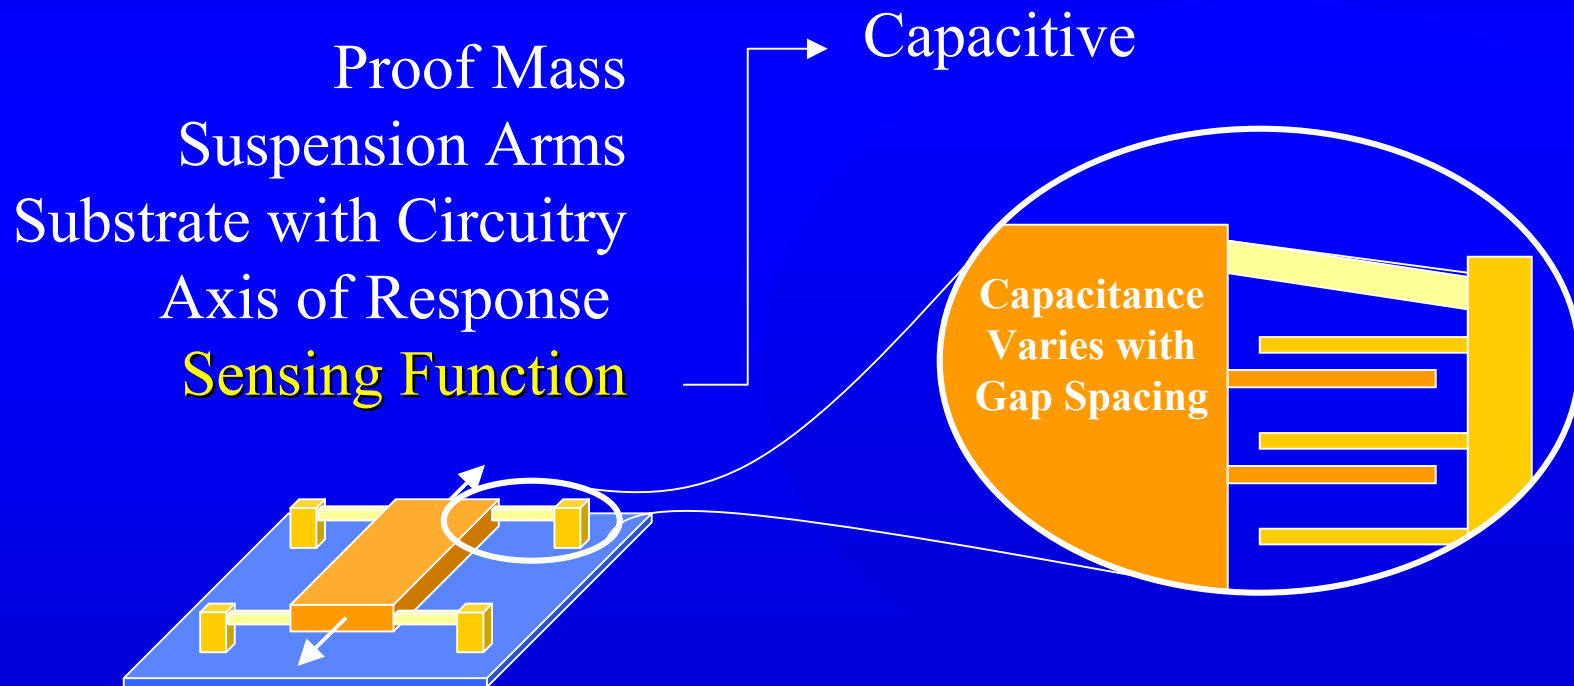 Proof Mass
Suspension Arms
Substrate with Circuitry
Axis of Response
Sensing Function
Capacitive
Capacitance
Varies with
Gap Spacing